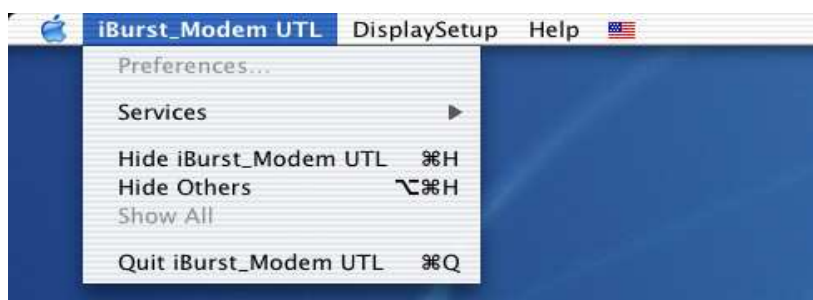 iBurst_Modem UTL DisplaySetup Help
Preferences...
Services
Hide iBurst_Modem UTL ⌘H
Hide Others ⌥⌘H
Show All
Quit iBurst_Modem UTL ⌘Q